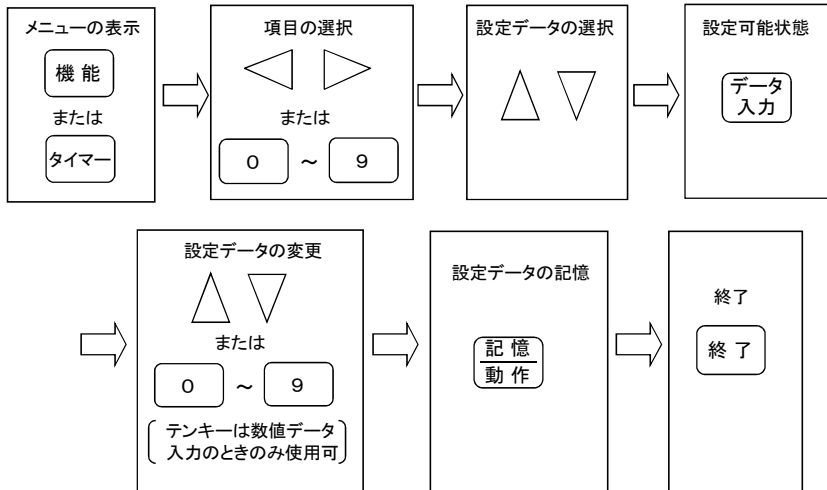 メニューの表示
機 能
または
タイマー
項目の選択
または
0 ～ 9
設定データの選択
設定可能状態
データ
入力
設定データの変更
または
0 ～ 9
テンキーは数値データ
入力のときのみ使用可
設定データの記憶
記 憶
動 作
終了
終 了